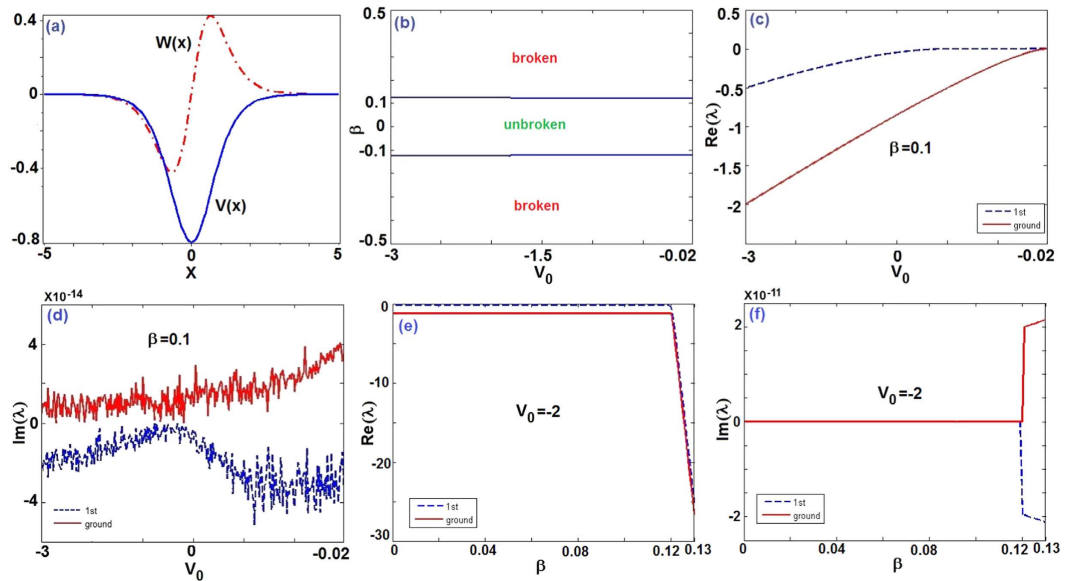 (a)
0.4
0
-0.4
-0.8
W(x)
V(x)
-5
0
5
X
(b)
0.5
0.1
0
-0.1
-0.5
β
broken
unbroken
broken
-3
-1.5
-0.02
V0
(c)
0
-0.5
-1
-1.5
-2
Re(λ)
β=0.1
1st
ground
-3
0
-0.02
V0
X10-14
(d)
4
0
-4
Im(λ)
β=0.1
1st
ground
-3
-0.02
V0
(e)
0
-10
-20
-30
Re(λ)
V0=-2
1st
ground
0
0.04
0.08
0.12
0.13
β
X10-11
(f)
2
0
-2
Im(λ)
V0=-2
1st
ground
0
0.04
0.08
0.12
0.13
β